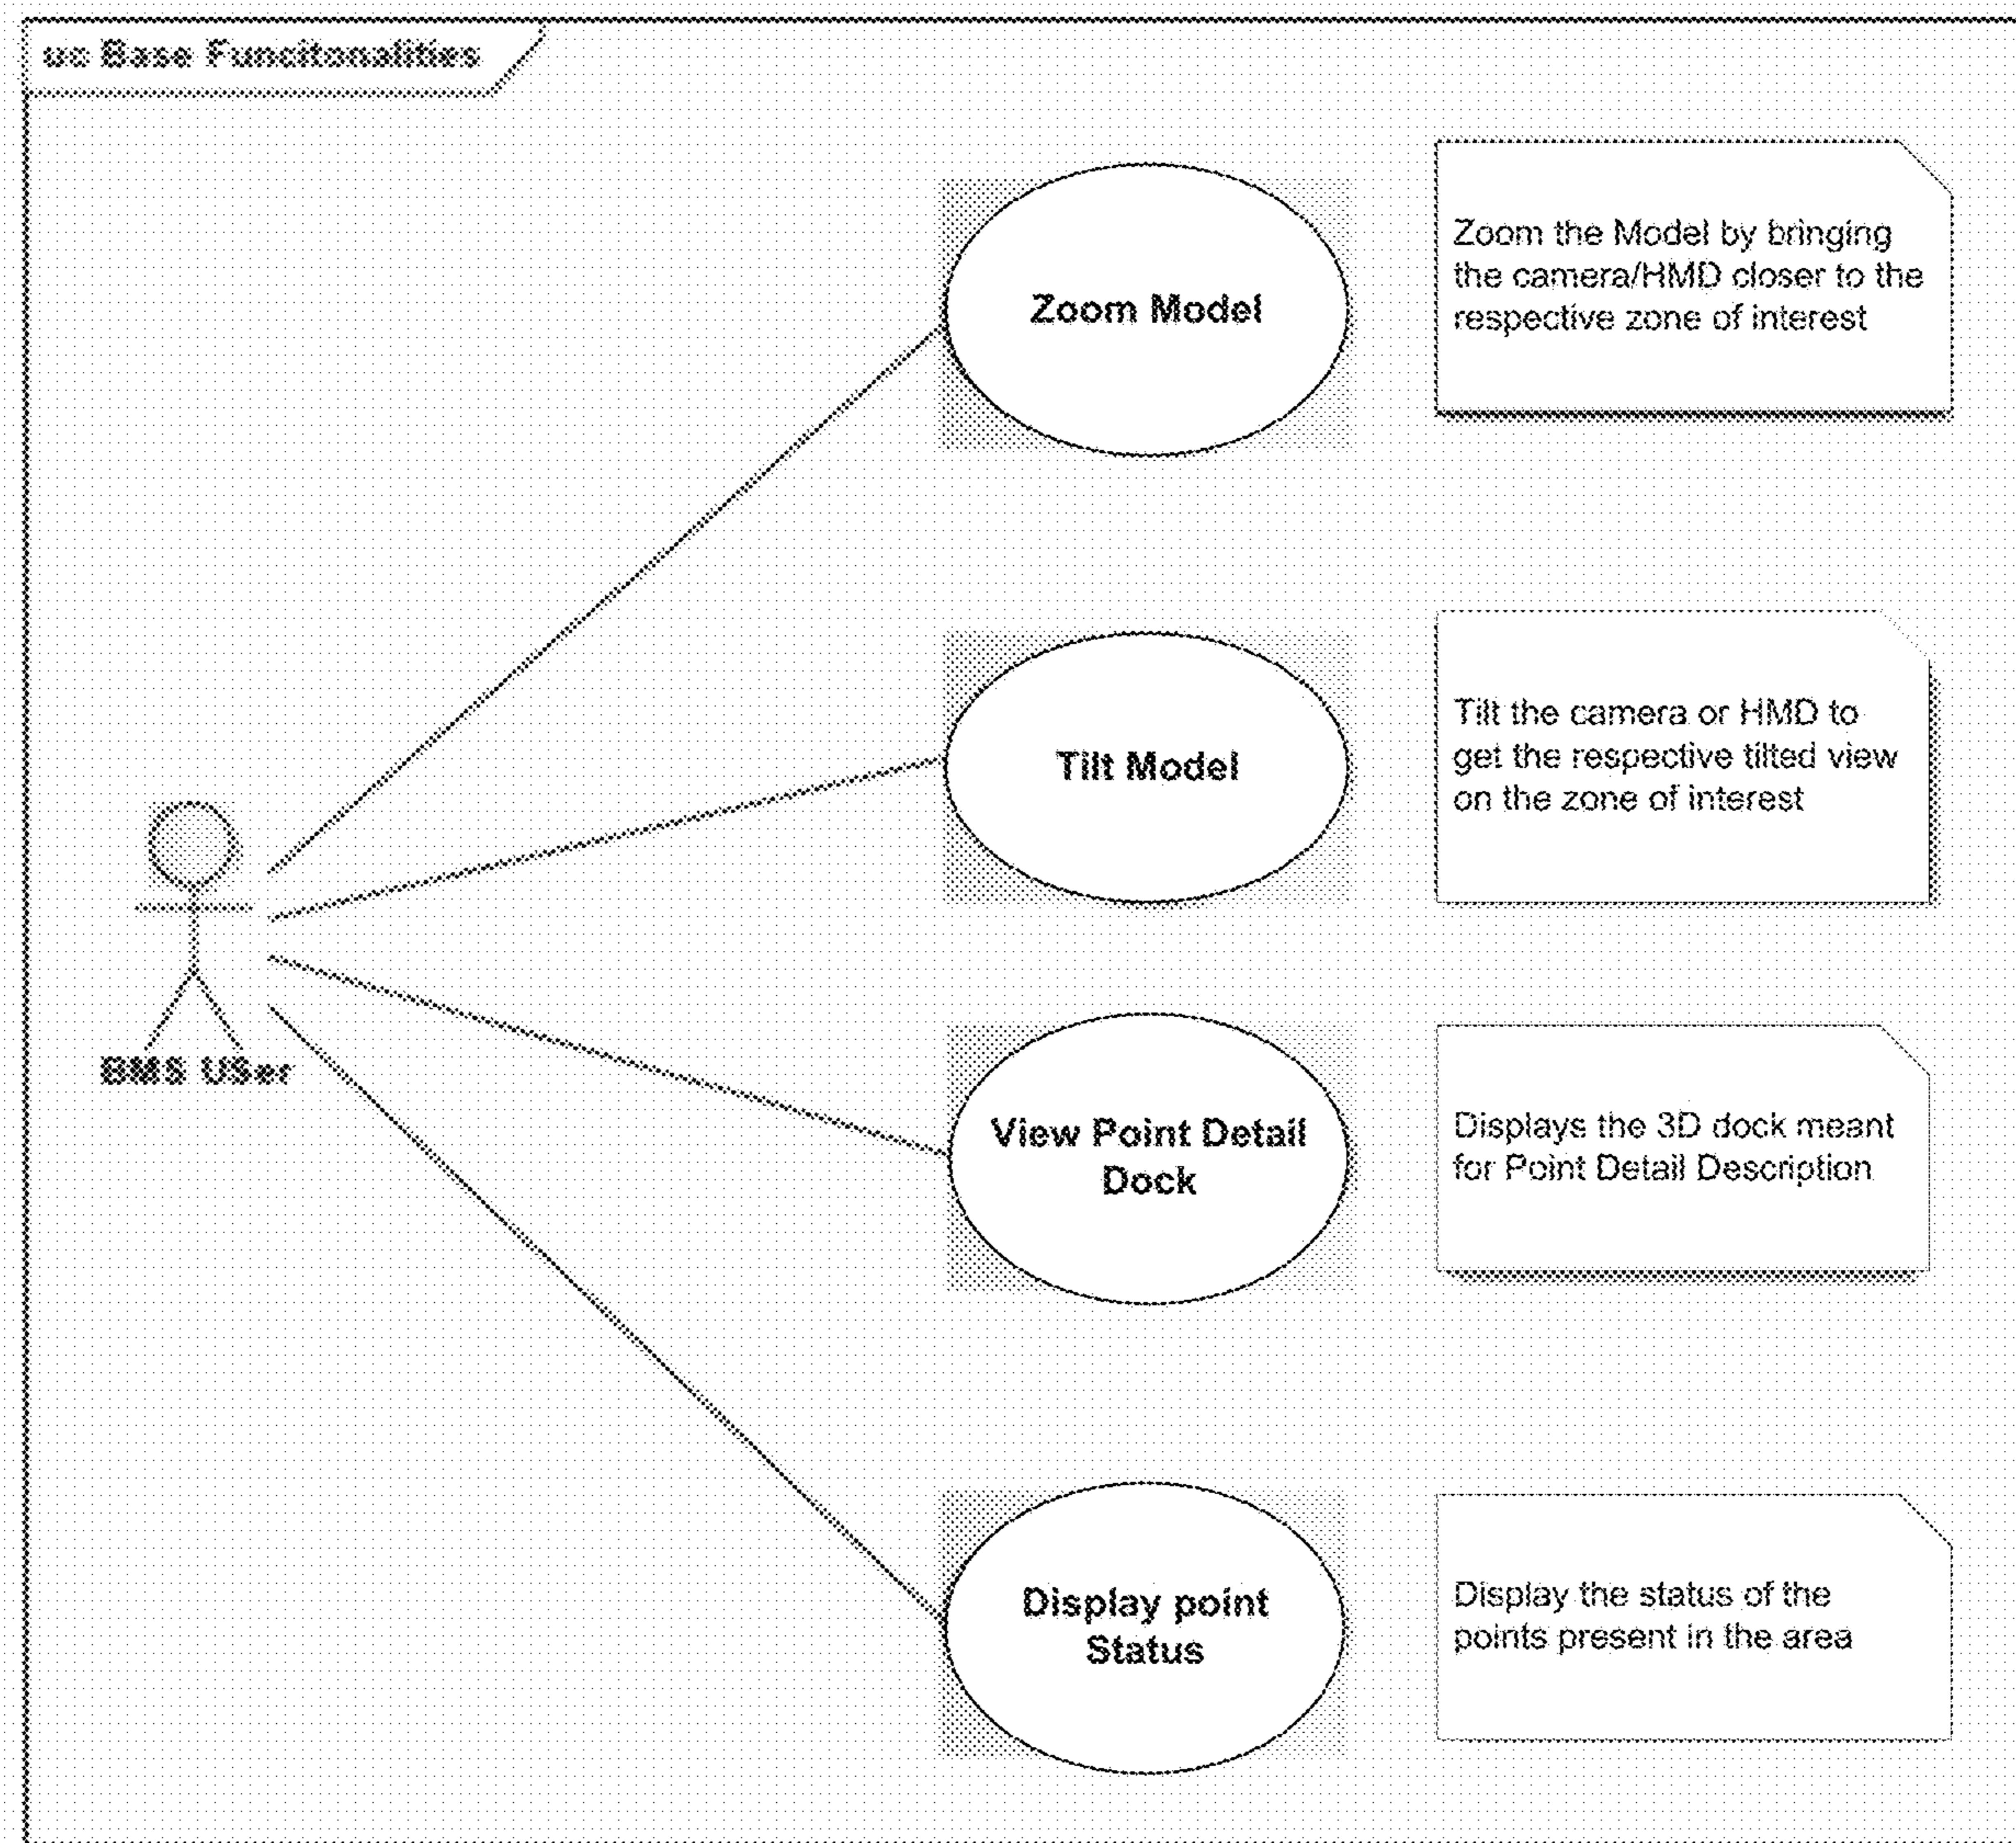 uc Base Funcitonalities
Zoom Model
Zoom the Model by bringing
the camera/HMD closer to the
respective zone of interest
Tilt Model
Tilt the camera or HMD to
get the respective tilted view
on the zone of interest
BMS USer
View Point Detail
Dock
Displays the 3D dock meant
for Point Detail Description
Display point
Status
Display the status of the
points present in the area